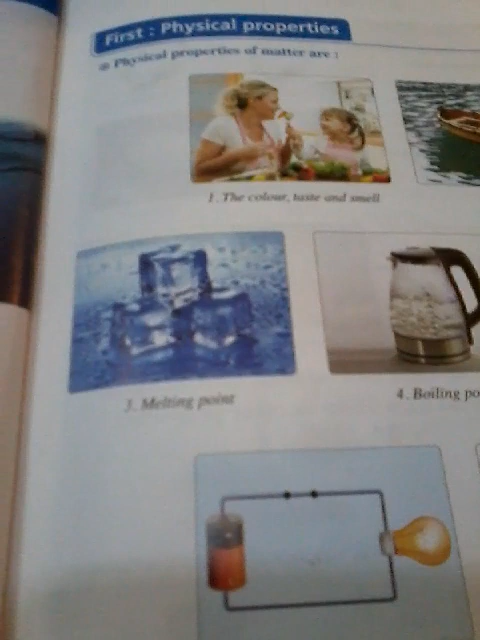 First : Physical properties
Physical properties of matter are :
1. The colour, taste and smell
3. Melting point
4. Boiling po